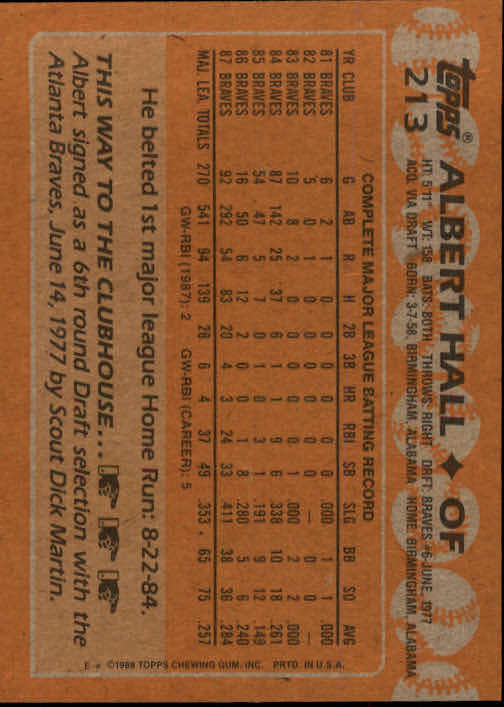 topps®
213
ALBERT HALL ✦ OF
HT: 5'11" WT: 158 BATS: BOTH THROWS: RIGHT DRAFT: BRAVES #6-JUNE, 1977
ACQ. VIA DRAFT BORN: 3-7-58, BIRMINGHAM, ALABAMA HOME: BIRMINGHAM, ALABAMA
COMPLETE MAJOR LEAGUE BATTING RECORD
YR CLUB G AB R H 2B 3B HR RBI SB SLG BB SO AVG
81 BRAVES 6 2 1 0 0 0 0 0 0 .000 1 1 .000
82 BRAVES 5 0 1 0 0 0 0 0 0 — 0 0 —
83 BRAVES 10 8 2 0 0 0 0 0 1 .000 2 2 .000
84 BRAVES 87 142 25 37 6 1 1 9 6 .338 10 18 .261
85 BRAVES 54 47 5 7 0 1 0 3 1 .191 9 12 .149
86 BRAVES 16 50 6 12 2 0 0 1 8 .280 5 6 .240
87 BRAVES 92 292 54 83 20 4 3 24 33 .411 38 36 .284
MAJ. LEA. TOTALS 270 541 94 139 28 6 4 37 49 .353 65 75 .257
GW-RBI (1987): 2 GW-RBI (CAREER): 5
He belted 1st major league Home Run: 8-22-84.
THIS WAY TO THE CLUBHOUSE...
Albert signed as a 6th round Draft selection with the
Atlanta Braves, June 14, 1977 by Scout Dick Martin.
©1988 TOPPS CHEWING GUM, INC. PRTD. IN U.S.A.